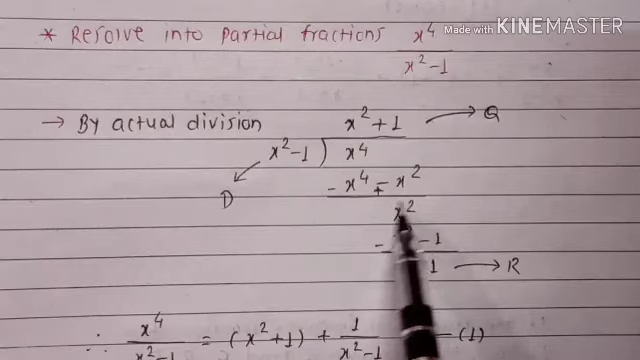 Made with KINEMASTER
* Resolve into partial fractions x⁴ / x²-1
→ By actual division x²+1 → Q
x²-1 ) x⁴
D - x⁴ ∓ x²
x²
- -1
1 → R
∴ x⁴ / x²-1 = (x²+1) + 1 / x²-1 -(1)